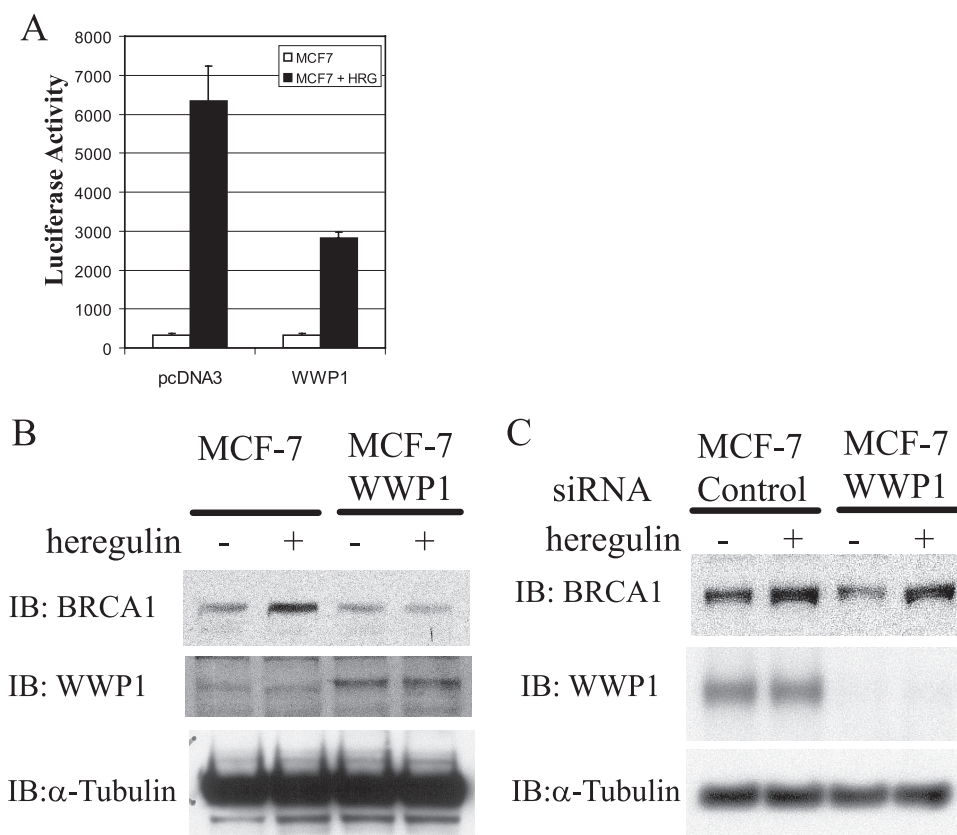 A
8000
7000
6000
5000
4000
3000
2000
1000
0
Luciferase Activity
MCF7
MCF7 + HRG
pcDNA3 WWP1
B
MCF-7 MCF-7
WWP1
heregulin - + - +
IB: BRCA1
IB: WWP1
IB:α-Tubulin
C
MCF-7 MCF-7
siRNA Control WWP1
heregulin - + - +
IB: BRCA1
IB: WWP1
IB:α-Tubulin